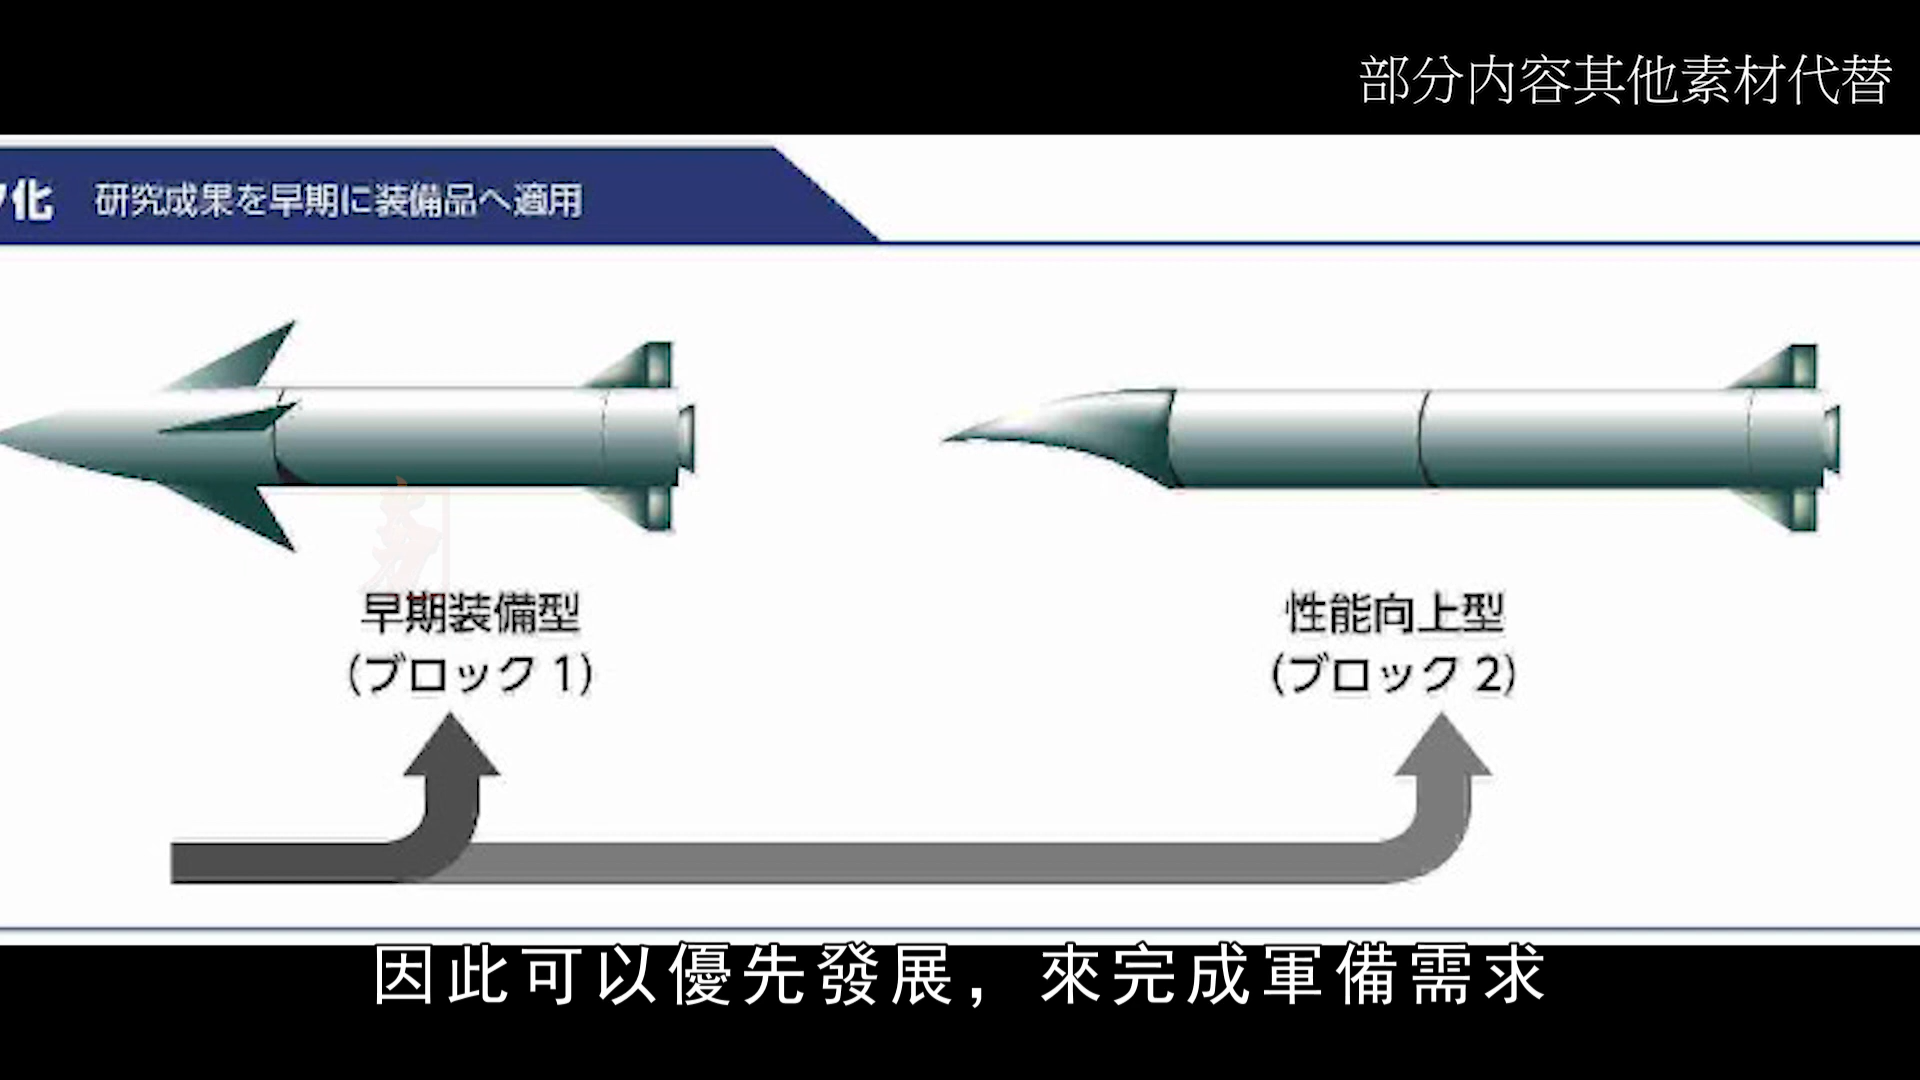 部分内容其他素材代替
化 研究成果を早期に装備品へ適用
早期装備型
(ブロック 1)
性能向上型
(ブロック 2)
因此可以優先發展，來完成軍備需求